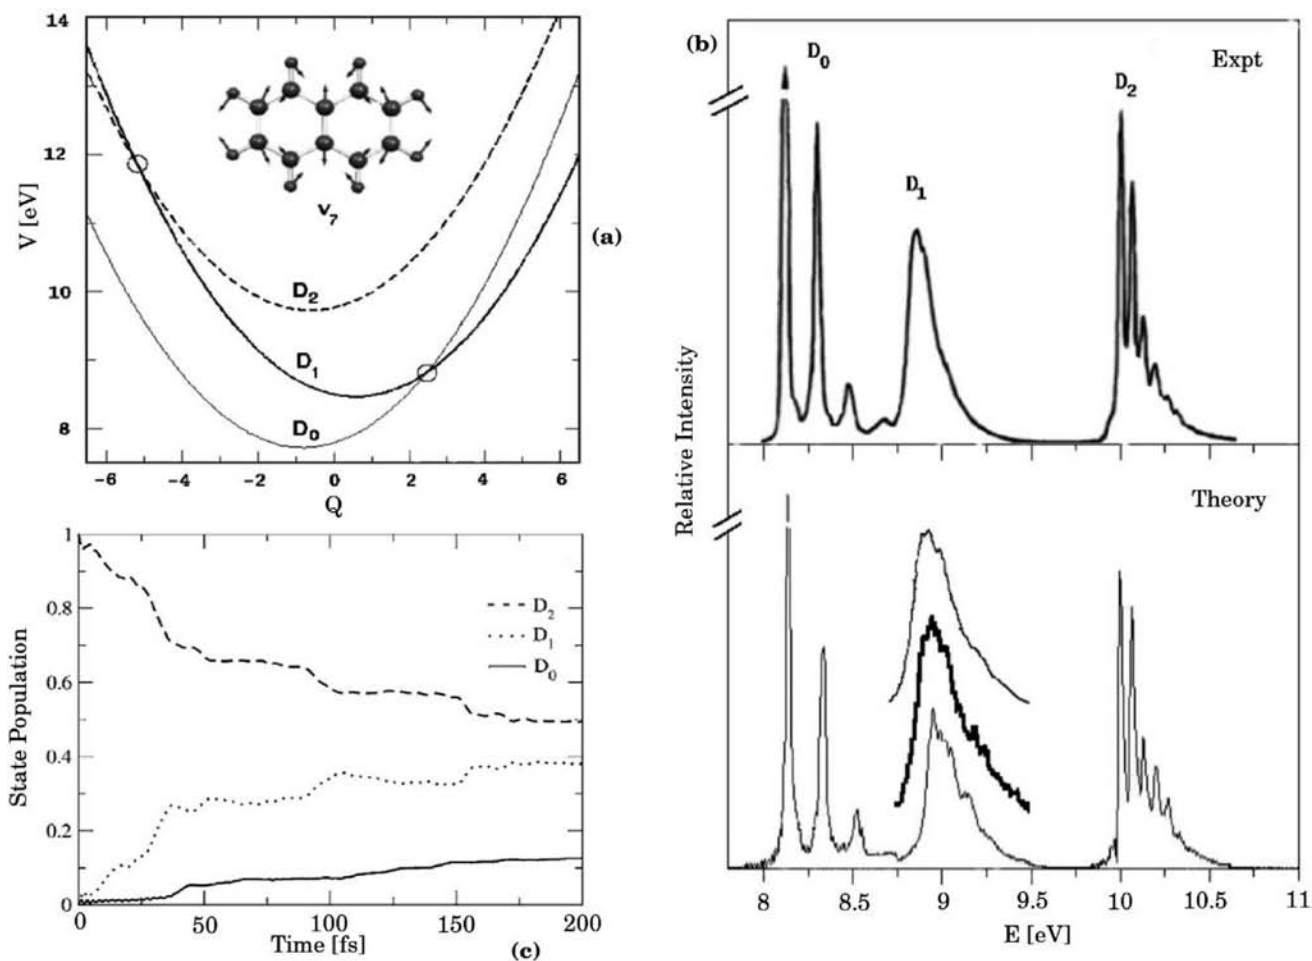 14
12
10
8
V [eV]
−6
−4
−2
0
2
4
6
Q
ν7
D2
D1
D0
(a)
(b)
D0
D1
D2
Expt
Theory
Relative Intensity
8
8.5
9
9.5
10
10.5
11
E [eV]
1
0.8
0.6
0.4
0.2
0
State Population
D2
D1
D0
0
50
100
150
200
Time [fs]
(c)